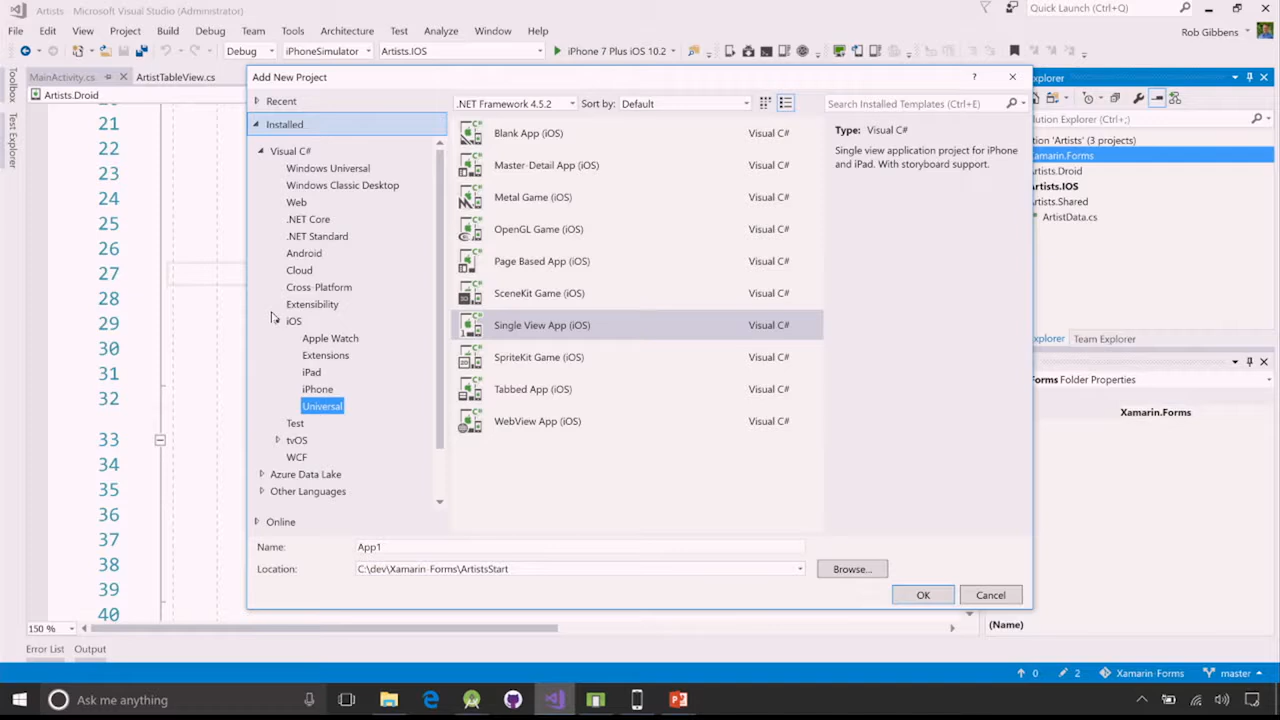 Artists - Microsoft Visual Studio (Administrator)
Quick Launch (Ctrl+Q)
File Edit View Project Build Debug Team Tools Architecture Test Analyze Window Help
Rob Gibbens
Debug iPhoneSimulator Artists.IOS iPhone 7 Plus iOS 10.2
Toolbox
Test Explorer
MainActivity.cs ArtistTableView.cs
Artists.Droid
21
22
23
24
25
26
27
28
29
30
31
32
33
34
35
36
37
38
39
40
150 %
Add New Project
Recent
Installed
Visual C#
Windows Universal
Windows Classic Desktop
Web
.NET Core
.NET Standard
Android
Cloud
Cross-Platform
Extensibility
iOS
Apple Watch
Extensions
iPad
iPhone
Universal
Test
tvOS
WCF
Azure Data Lake
Other Languages
Online
.NET Framework 4.5.2 Sort by: Default
Search Installed Templates (Ctrl+E)
Blank App (iOS) Visual C#
Master-Detail App (iOS) Visual C#
Metal Game (iOS) Visual C#
OpenGL Game (iOS) Visual C#
Page Based App (iOS) Visual C#
SceneKit Game (iOS) Visual C#
Single View App (iOS) Visual C#
SpriteKit Game (iOS) Visual C#
Tabbed App (iOS) Visual C#
WebView App (iOS) Visual C#
Type: Visual C#
Single view application project for iPhone
and iPad. With storyboard support.
Name: App1
Location: C:\dev\Xamarin-Forms\ArtistsStart
Browse...
OK Cancel
xplorer
lution Explorer (Ctrl+;)
tion 'Artists' (3 projects)
Xamarin.Forms
rtists.Droid
Artists.IOS
rtists.Shared
ArtistData.cs
xplorer Team Explorer
Forms Folder Properties
Xamarin.Forms
(Name)
Error List Output
0 2 Xamarin Forms master
Ask me anything